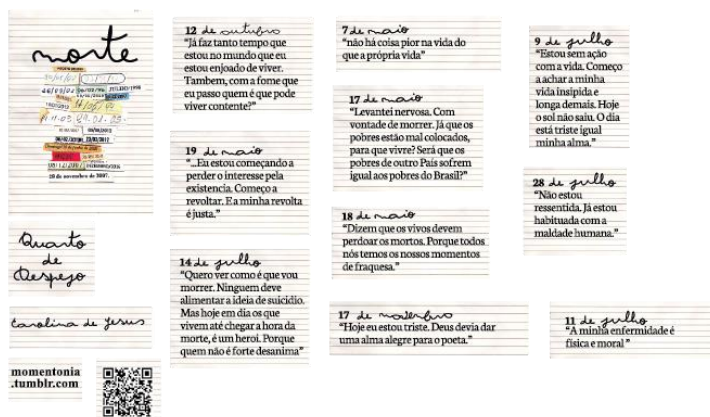 morte
28 de novembro de 2007.
Quarto
de
Despejo
Carolina de Jesus
momentonia
.tumblr.com
12 de outubro
"Já faz tanto tempo que
estou no mundo que eu
estou enjoado de viver.
Tambem, com a fome que
eu passo quem é que pode
viver contente?"
19 de maio
"...Eu estou começando a
perder o interesse pela
existencia. Começo a
revoltar. E a minha revolta
é justa."
14 de julho
"Quero ver como é que vou
morrer. Ninguem deve
alimentar a ideia de suicidio.
Mas hoje em dia os que
vivem até chegar a hora da
morte, é um heroi. Porque
quem não é forte desanima"
7 de maio
"não há coisa pior na vida do
que a própria vida"
17 de maio
"Levantei nervosa. Com
vontade de morrer. Já que os
pobres estão mal colocados,
para que vivre? Será que os
pobres de outro País sofrem
igual aos pobres do Brasil?"
18 de maio
"Dizem que os vivos devem
perdoar os mortos. Porque todos
nós temos os nossos momentos
de fraquesa."
17 de novembro
"Hoje eu estou triste. Deus devia dar
uma alma alegre para o poeta."
9 de julho
"Estou sem ação
com a vida. Começo
a achar a minha
vida insipida e
longa demais. Hoje
o sol não saiu. O dia
está triste igual
minha alma."
28 de julho
"Não estou
ressentida. Já estou
habituada com a
maldade humana."
11 de julho
"A minha enfermidade é
física e moral"